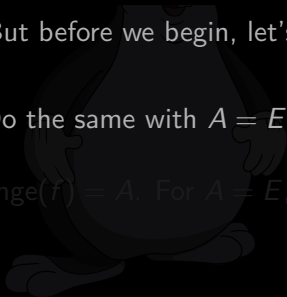 But before we begin, let's
o the same with A = E
nge(f) = A. For A = E,